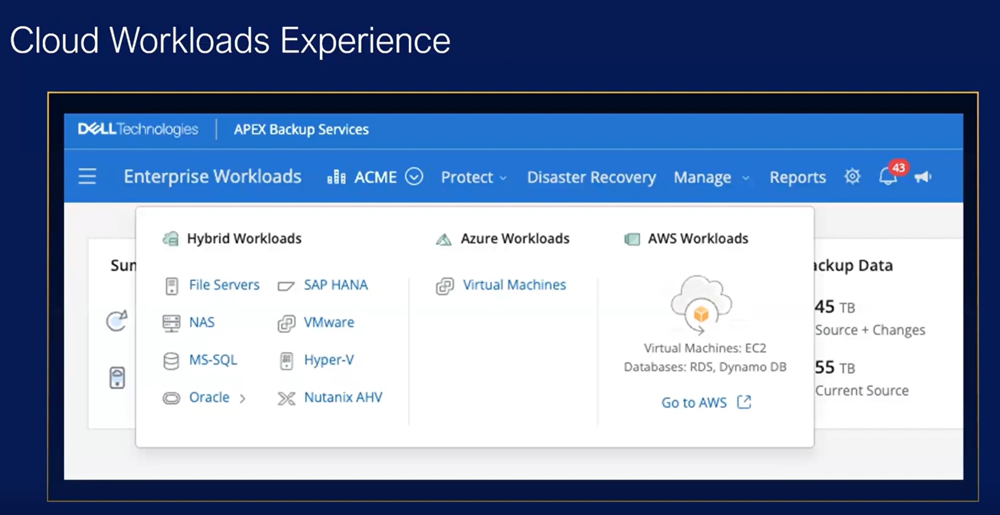 Cloud Workloads Experience
DELL Technologies | APEX Backup Services
Enterprise Workloads ACME Protect Disaster Recovery Manage Reports 43
Hybrid Workloads
File Servers SAP HANA
NAS VMware
MS-SQL Hyper-V
Oracle Nutanix AHV
Azure Workloads
Virtual Machines
AWS Workloads
Virtual Machines: EC2
Databases: RDS, Dynamo DB
Go to AWS
ackup Data
45 TB
Source + Changes
55 TB
Current Source